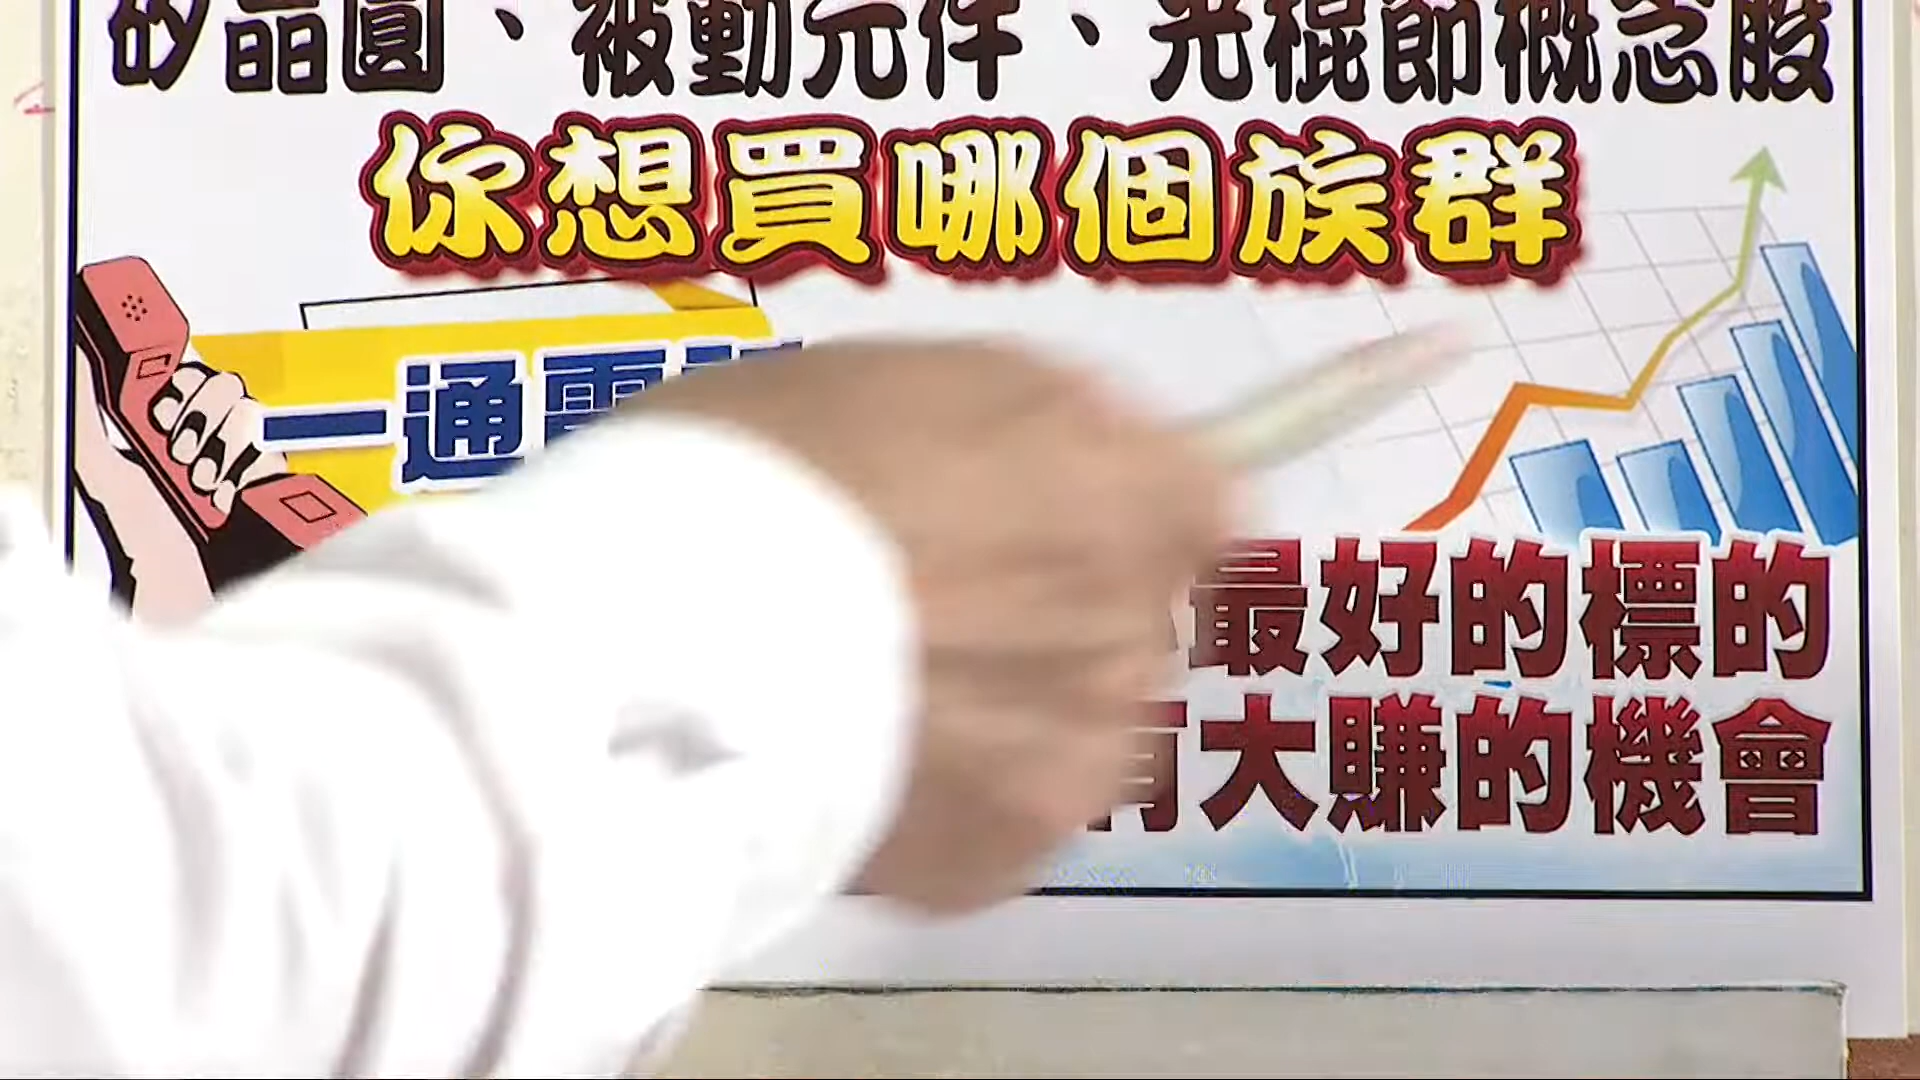 矽晶圓、被動元件、光棍節概念股
你想買哪個族群
一通電
最好的標的
有大賺的機會